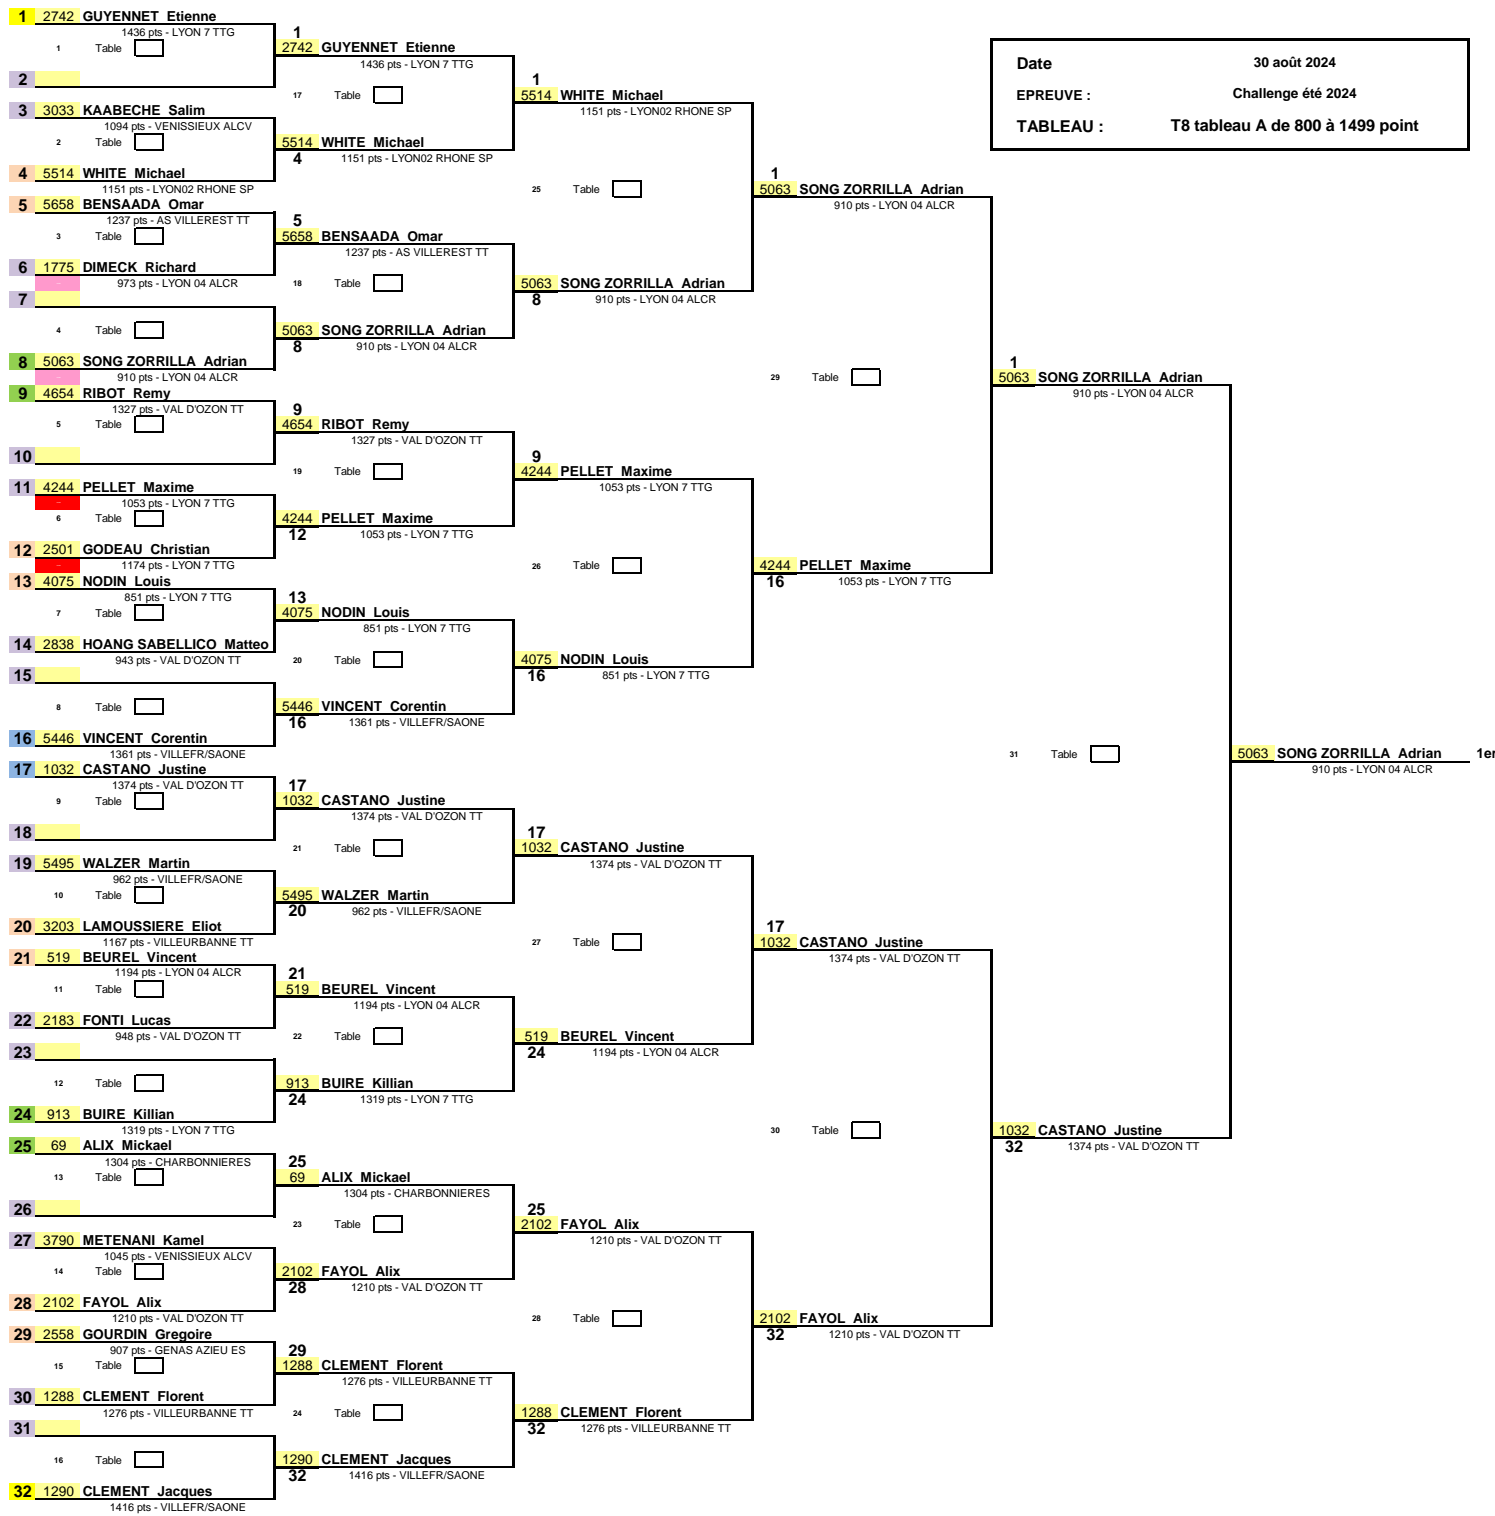 1 2742 GUYENNET Etienne
1436 pts - LYON 7 TTG
1 Table
2
3 3033 KAABECHE Salim
1094 pts - VENISSIEUX ALCV
2 Table
4 5514 WHITE Michael
1151 pts - LYON02 RHONE SP
5 5658 BENSAADA Omar
1237 pts - AS VILLEREST TT
3 Table
6 1775 DIMECK Richard
973 pts - LYON 04 ALCR
7
4 Table
8 5063 SONG ZORRILLA Adrian
910 pts - LYON 04 ALCR
9 4654 RIBOT Remy
1327 pts - VAL D'OZON TT
5 Table
10
11 4244 PELLET Maxime
1053 pts - LYON 7 TTG
6 Table
12 2501 GODEAU Christian
1174 pts - LYON 7 TTG
13 4075 NODIN Louis
851 pts - LYON 7 TTG
7 Table
14 2838 HOANG SABELLICO Matteo
943 pts - VAL D'OZON TT
15
8 Table
16 5446 VINCENT Corentin
1361 pts - VILLEFR/SAONE
17 1032 CASTANO Justine
1374 pts - VAL D'OZON TT
9 Table
18
19 5495 WALZER Martin
962 pts - VILLEFR/SAONE
10 Table
20 3203 LAMOUSSIERE Eliot
1167 pts - VILLEURBANNE TT
21 519 BEUREL Vincent
1194 pts - LYON 04 ALCR
11 Table
22 2183 FONTI Lucas
948 pts - VAL D'OZON TT
23
12 Table
24 913 BUIRE Killian
1319 pts - LYON 7 TTG
25 69 ALIX Mickael
1304 pts - CHARBONNIERES
13 Table
26
27 3790 METENANI Kamel
1045 pts - VENISSIEUX ALCV
14 Table
28 2102 FAYOL Alix
1210 pts - VAL D'OZON TT
29 2558 GOURDIN Gregoire
907 pts - GENAS AZIEU ES
15 Table
30 1288 CLEMENT Florent
1276 pts - VILLEURBANNE TT
31
16 Table
32 1290 CLEMENT Jacques
1416 pts - VILLEFR/SAONE
1
2742 GUYENNET Etienne
1436 pts - LYON 7 TTG
17 Table
5514 WHITE Michael
4 1151 pts - LYON02 RHONE SP
5
5658 BENSAADA Omar
1237 pts - AS VILLEREST TT
18 Table
5063 SONG ZORRILLA Adrian
8 910 pts - LYON 04 ALCR
9
4654 RIBOT Remy
1327 pts - VAL D'OZON TT
19 Table
4244 PELLET Maxime
12 1053 pts - LYON 7 TTG
13
4075 NODIN Louis
851 pts - LYON 7 TTG
20 Table
5446 VINCENT Corentin
16 1361 pts - VILLEFR/SAONE
17
1032 CASTANO Justine
1374 pts - VAL D'OZON TT
21 Table
5495 WALZER Martin
20 962 pts - VILLEFR/SAONE
21
519 BEUREL Vincent
1194 pts - LYON 04 ALCR
22 Table
913 BUIRE Killian
24 1319 pts - LYON 7 TTG
25
69 ALIX Mickael
1304 pts - CHARBONNIERES
23 Table
2102 FAYOL Alix
28 1210 pts - VAL D'OZON TT
29
1288 CLEMENT Florent
1276 pts - VILLEURBANNE TT
24 Table
1290 CLEMENT Jacques
32 1416 pts - VILLEFR/SAONE
1
5514 WHITE Michael
1151 pts - LYON02 RHONE SP
25 Table
5063 SONG ZORRILLA Adrian
8 910 pts - LYON 04 ALCR
9
4244 PELLET Maxime
1053 pts - LYON 7 TTG
26 Table
4075 NODIN Louis
16 851 pts - LYON 7 TTG
17
1032 CASTANO Justine
1374 pts - VAL D'OZON TT
27 Table
519 BEUREL Vincent
24 1194 pts - LYON 04 ALCR
25
2102 FAYOL Alix
1210 pts - VAL D'OZON TT
28 Table
1288 CLEMENT Florent
32 1276 pts - VILLEURBANNE TT
1
5063 SONG ZORRILLA Adrian
910 pts - LYON 04 ALCR
29 Table
4244 PELLET Maxime
16 1053 pts - LYON 7 TTG
17
1032 CASTANO Justine
1374 pts - VAL D'OZON TT
30 Table
2102 FAYOL Alix
32 1210 pts - VAL D'OZON TT
Date 30 août 2024
EPREUVE : Challenge été 2024
TABLEAU : T8 tableau A de 800 à 1499 point
1
5063 SONG ZORRILLA Adrian
910 pts - LYON 04 ALCR
31 Table
1032 CASTANO Justine
32 1374 pts - VAL D'OZON TT
5063 SONG ZORRILLA Adrian 1er
910 pts - LYON 04 ALCR